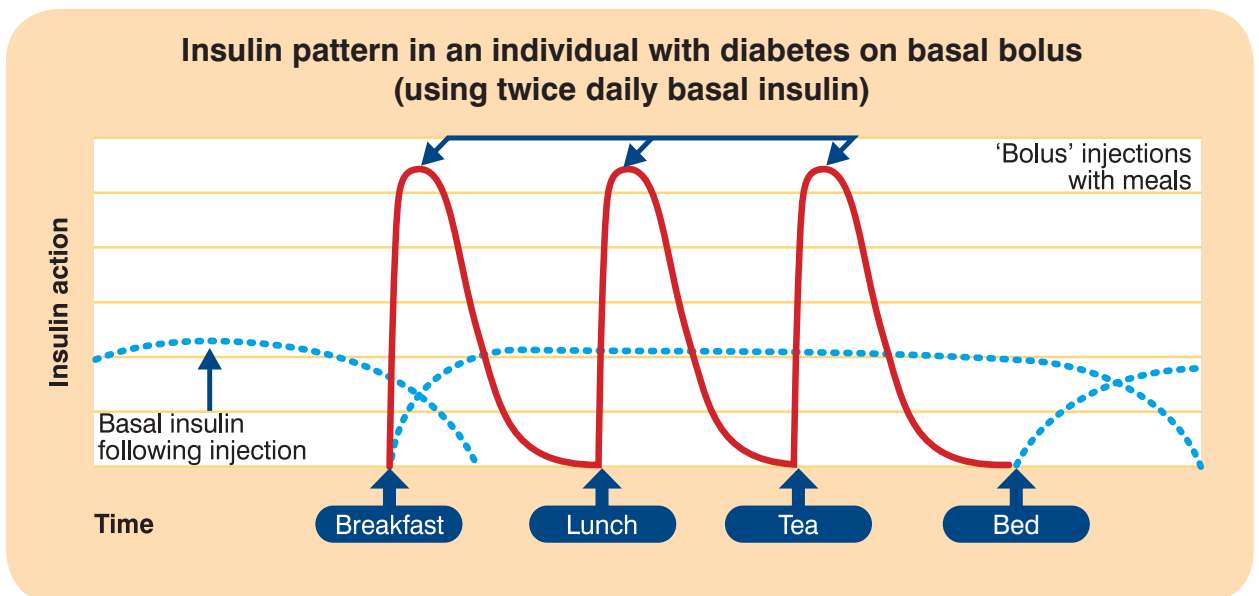 Insulin pattern in an individual with diabetes on basal bolus
(using twice daily basal insulin)
‘Bolus’ injections
with meals
Insulin action
Basal insulin
following injection
Time
Breakfast
Lunch
Tea
Bed